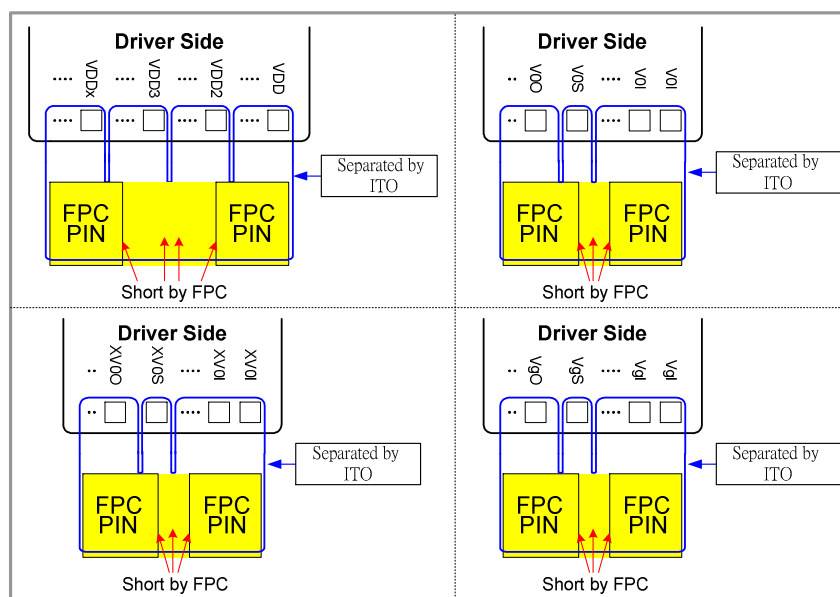 Driver Side
.... VDDx .... VDD3 .... VDD2 .... VDD
.... .... .... ....
Separated by
ITO
FPC
PIN
FPC
PIN
Short by FPC
Driver Side
.. V0O V0S .... V0I V0I
.. ....
Separated by
ITO
FPC
PIN
FPC
PIN
Short by FPC
Driver Side
.. XV0O XV0S .... XV0I XV0I
.. ....
Separated by
ITO
FPC
PIN
FPC
PIN
Short by FPC
Driver Side
.. VgO VgS .... VgI VgI
.. ....
Separated by
ITO
FPC
PIN
FPC
PIN
Short by FPC